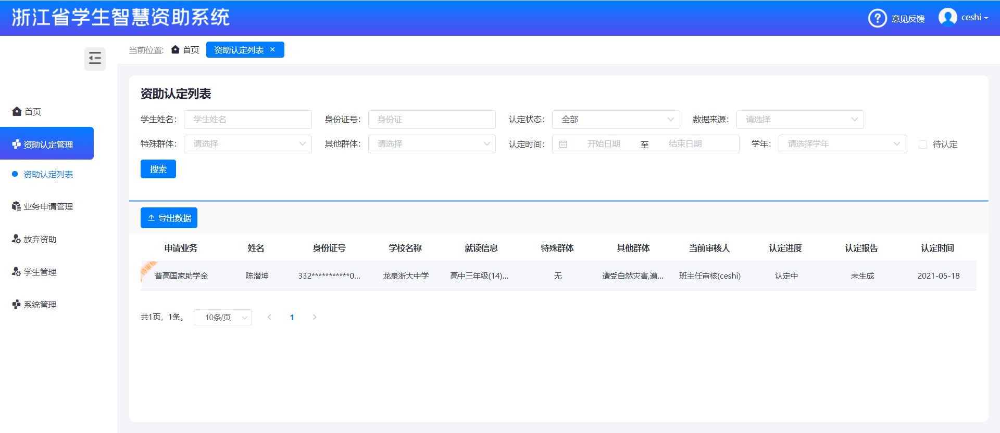 浙江省学生智慧资助系统
意见反馈
ceshi
当前位置: 首页 资助认定列表 ×
首页
资助认定管理
资助认定列表
业务申请管理
放弃资助
学生管理
系统管理
资助认定列表
学生姓名: 学生姓名 身份证号: 身份证 认定状态: 全部 数据来源: 请选择
特殊群体: 请选择 其他群体: 请选择 认定时间: 开始日期 至 结束日期 学年: 请选择学年 待认定
搜索
导出数据
申请业务 姓名 身份证号 学校名称 就读信息 特殊群体 其他群体 当前审核人 认定进度 认定报告 认定时间
待审核
普高国家助学金 陈潜坤 332***********0... 龙泉浙大中学 高中三年级(14)... 无 遭受自然灾害,遭... 班主任审核(ceshi) 认定中 未生成 2021-05-18
共1页，1条。 10条/页 1